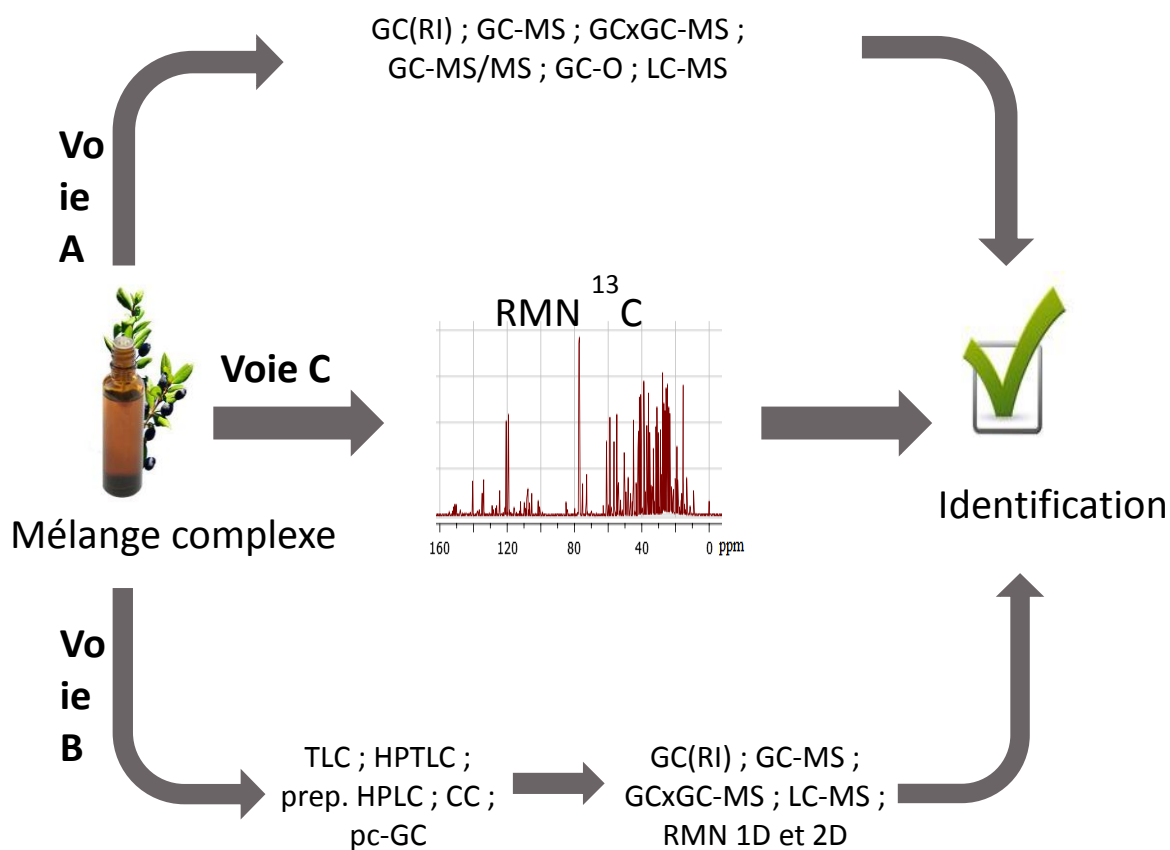 GC(RI) ; GC-MS ; GCxGC-MS ;
GC-MS/MS ; GC-O ; LC-MS
Vo
ie
A
RMN 13C
Voie C
160 120 80 40 0 ppm
Mélange complexe
Identification
Vo
ie
B
TLC ; HPTLC ;
prep. HPLC ; CC ;
pc-GC
GC(RI) ; GC-MS ;
GCxGC-MS ; LC-MS ;
RMN 1D et 2D